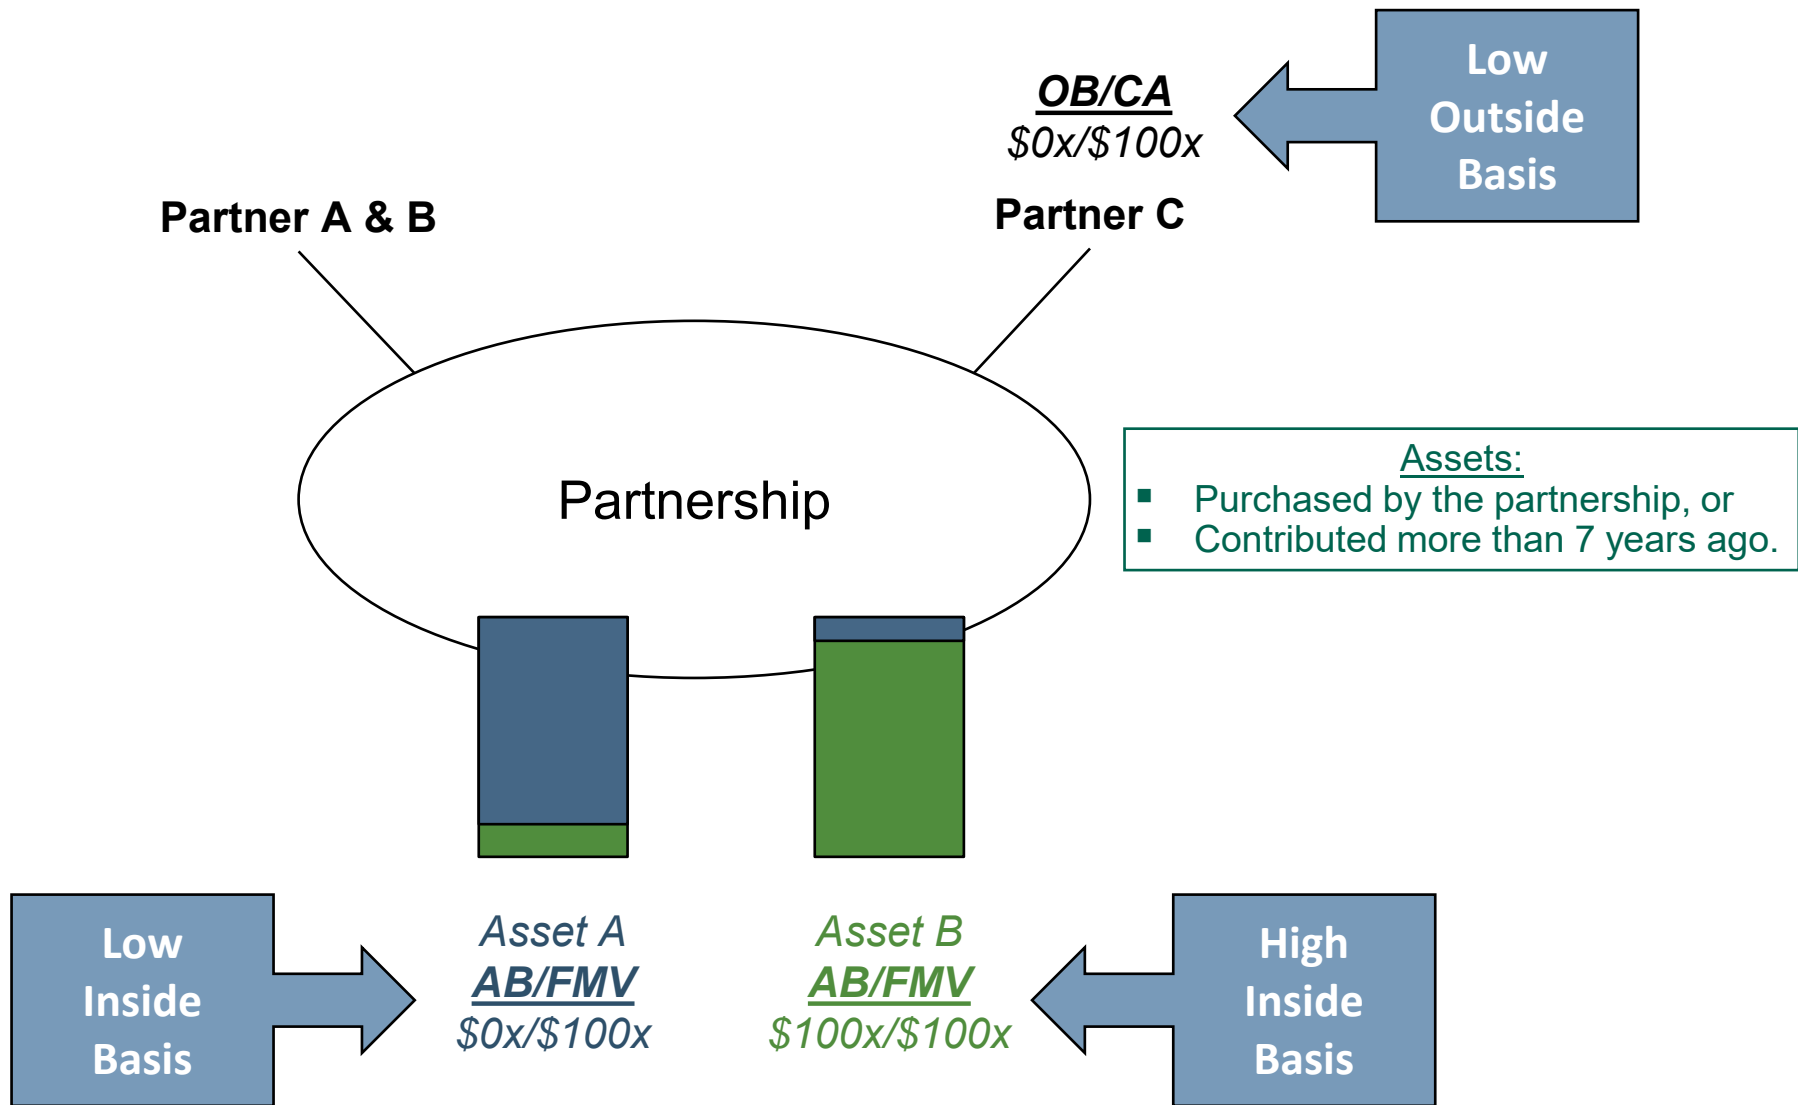 Low
Outside
Basis
OB/CA
$0x/$100x
Partner A & B
Partner C
Partnership
Assets:
▪ Purchased by the partnership, or
▪ Contributed more than 7 years ago.
Low
Inside
Basis
Asset A
AB/FMV
$0x/$100x
Asset B
AB/FMV
$100x/$100x
High
Inside
Basis